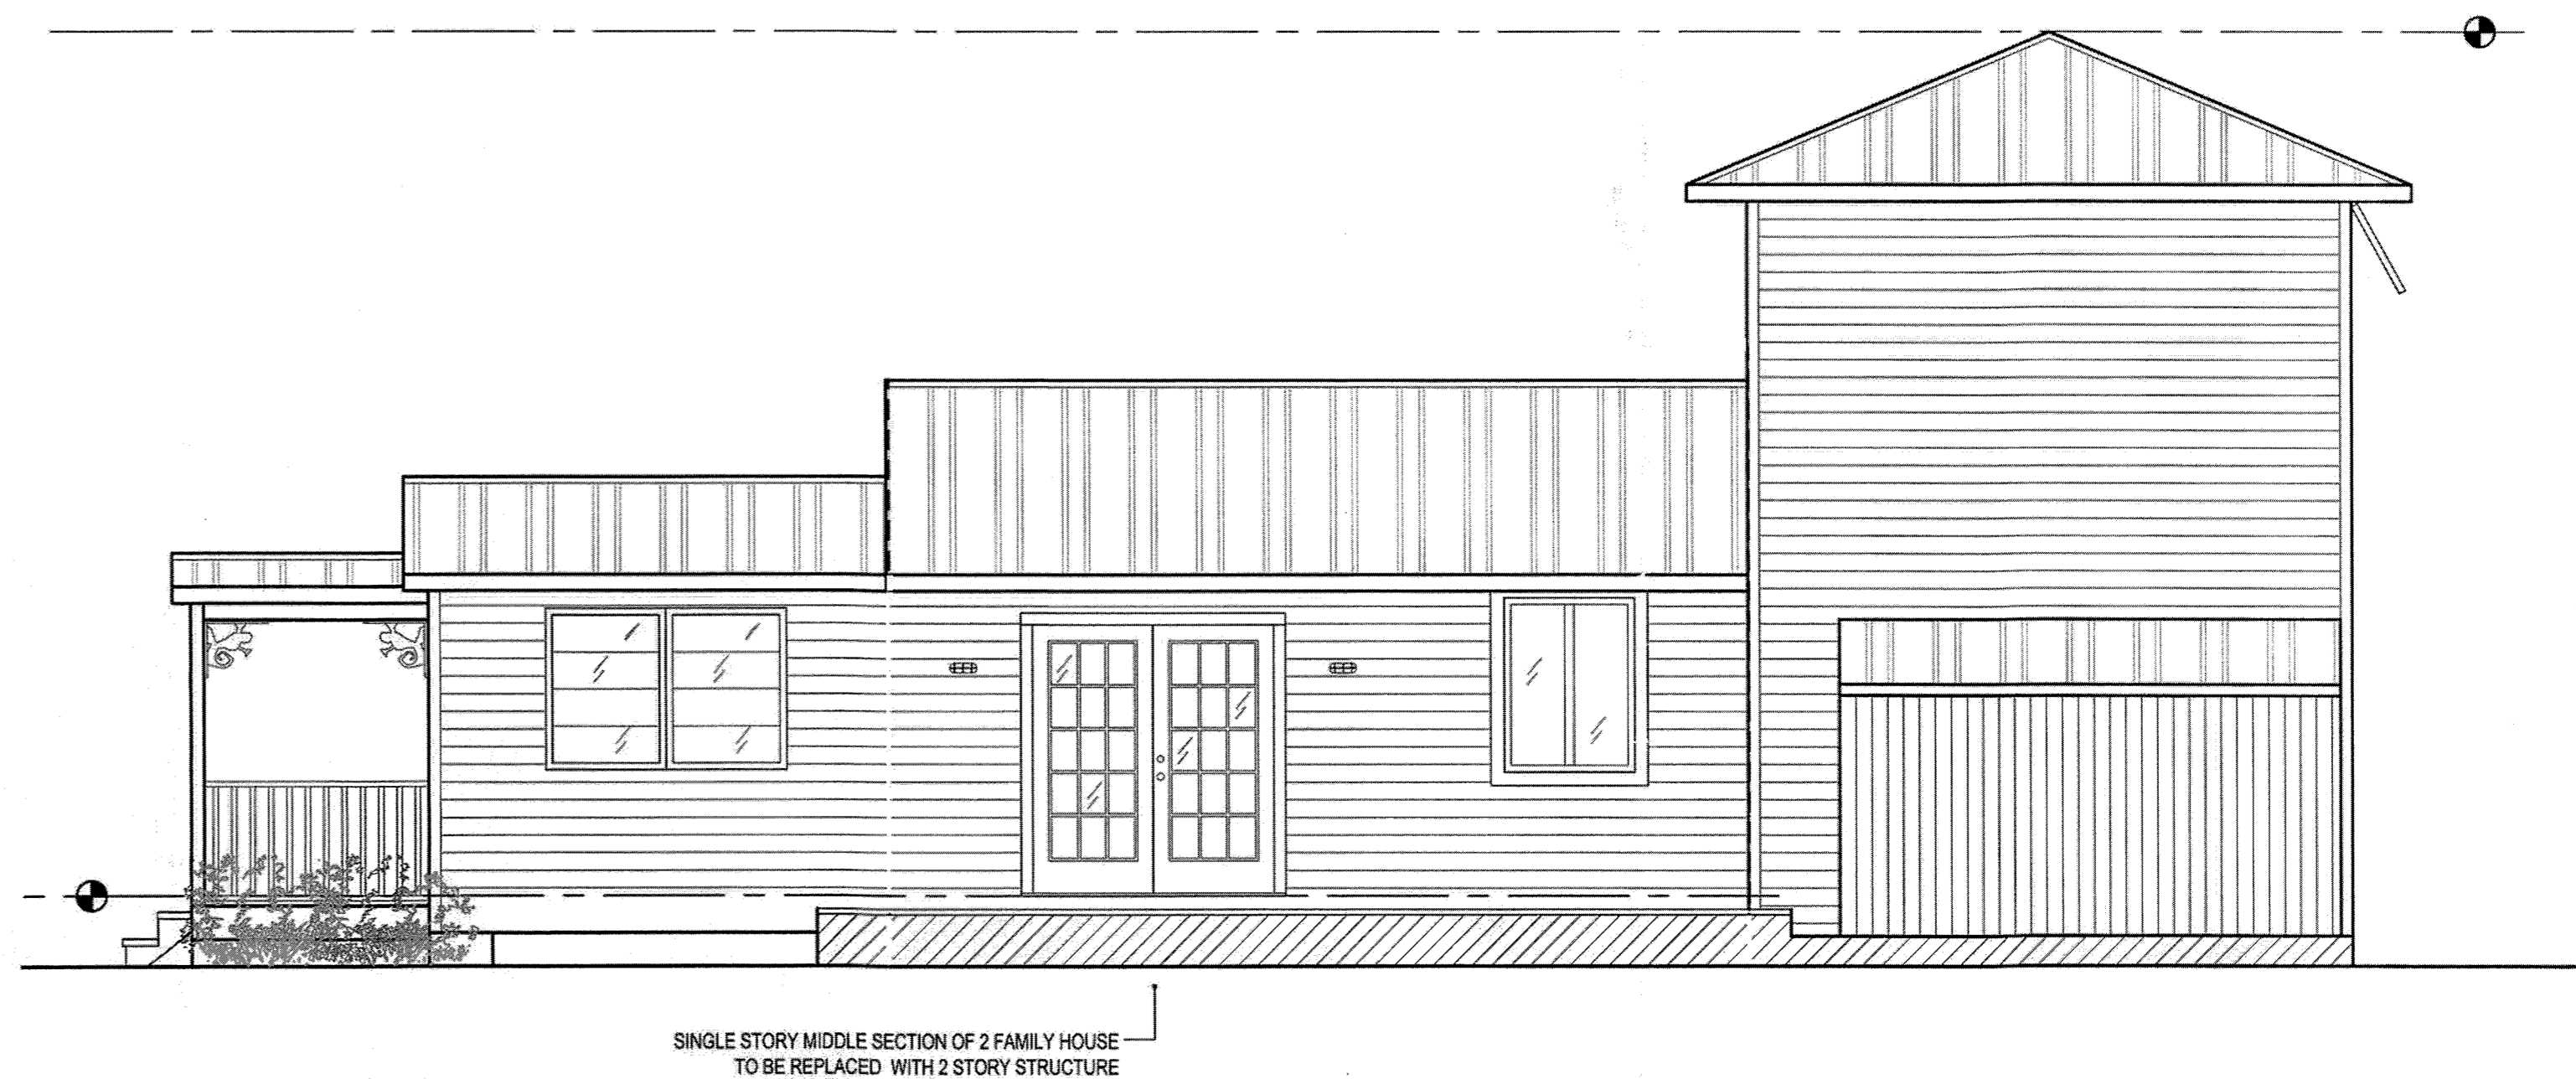 SINGLE STORY MIDDLE SECTION OF 2 FAMILY HOUSE
TO BE REPLACED WITH 2 STORY STRUCTURE